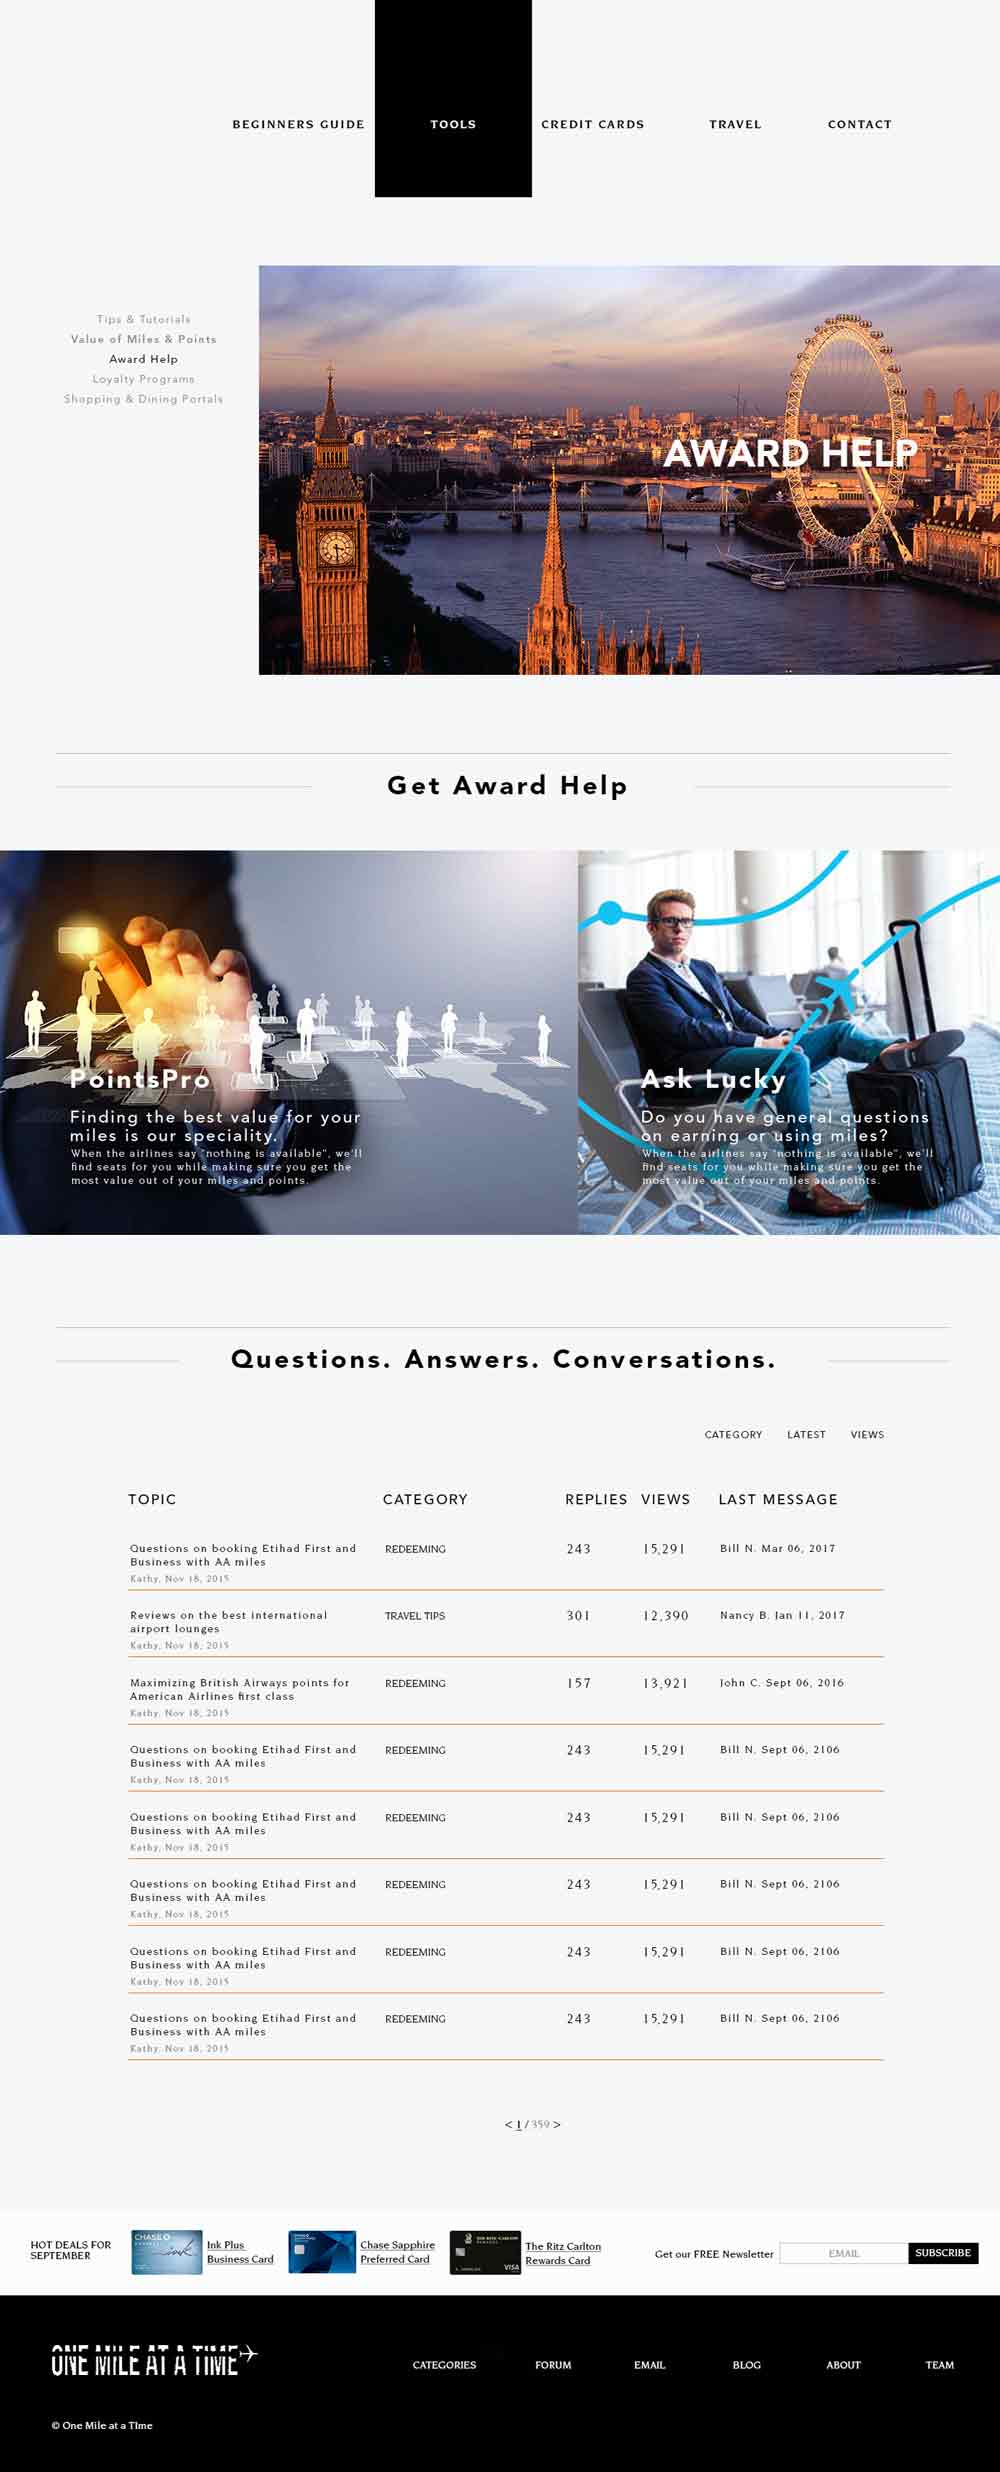 BEGINNERS GUIDE TOOLS CREDIT CARDS TRAVEL CONTACT
Tips & Tutorials
Value of Miles & Points
Award Help
Loyalty Programs
Shopping & Dining Portals
AWARD HELP
Get Award Help
PointsPro
Finding the best value for your
miles is our speciality.
When the airlines say "nothing is available", we'll
find seats for you while making sure you get the
most value out of your miles and points.
Ask Lucky
Do you have general questions
on earning or using miles?
When the airlines say "nothing is available", we'll
find seats for you while making sure you get the
most value out of your miles and points.
Questions. Answers. Conversations.
CATEGORY LATEST VIEWS
TOPIC CATEGORY REPLIES VIEWS LAST MESSAGE
Questions on booking Etihad First and REDEEMING 243 15,291 Bill N. Mar 06, 2017
Business with AA miles
Kathy, Nov 18, 2015
Reviews on the best international TRAVEL TIPS 301 12,390 Nancy B. Jan 11, 2017
airport lounges
Kathy, Nov 18, 2015
Maximizing British Airways points for REDEEMING 157 13,921 John C. Sept 06, 2016
American Airlines first class
Kathy, Nov 18, 2015
Questions on booking Etihad First and REDEEMING 243 15,291 Bill N. Sept 06, 2106
Business with AA miles
Kathy, Nov 18, 2015
Questions on booking Etihad First and REDEEMING 243 15,291 Bill N. Sept 06, 2106
Business with AA miles
Kathy, Nov 18, 2015
Questions on booking Etihad First and REDEEMING 243 15,291 Bill N. Sept 06, 2106
Business with AA miles
Kathy, Nov 18, 2015
Questions on booking Etihad First and REDEEMING 243 15,291 Bill N. Sept 06, 2106
Business with AA miles
Kathy, Nov 18, 2015
Questions on booking Etihad First and REDEEMING 243 15,291 Bill N. Sept 06, 2106
Business with AA miles
Kathy, Nov 18, 2015
< 1 / 359 >
HOT DEALS FOR
SEPTEMBER
CHASE
ink
Ink Plus
Business Card
Chase Sapphire
Preferred Card
THE RITZ-CARLTON
REWARDS
VISA
The Ritz Carlton
Rewards Card
Get our FREE Newsletter EMAIL SUBSCRIBE
ONE MILE AT A TIME
CATEGORIES FORUM EMAIL BLOG ABOUT TEAM
© One Mile at a TIme